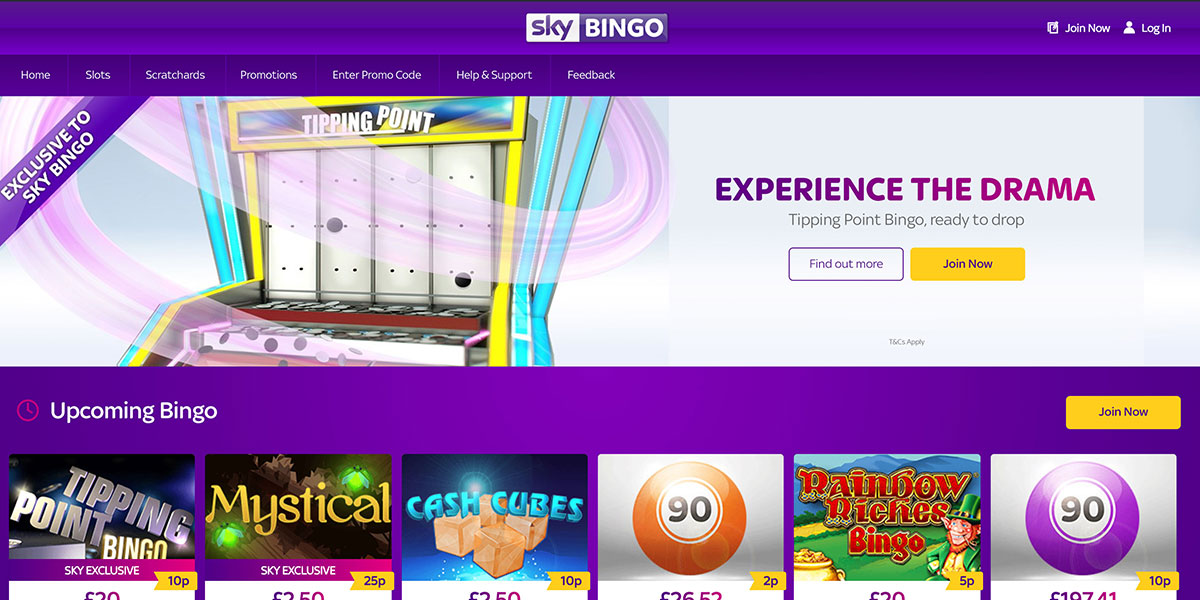 sky BINGO
Join Now
Log In
Home
Slots
Scratchards
Promotions
Enter Promo Code
Help & Support
Feedback
EXCLUSIVE TO
SKY BINGO
TIPPING POINT
EXPERIENCE THE DRAMA
Tipping Point Bingo, ready to drop
Find out more
Join Now
T&Cs Apply
Upcoming Bingo
Join Now
TIPPING
POINT
BINGO
SKY EXCLUSIVE
10p
£20
Mystical
SKY EXCLUSIVE
25p
£2.50
CASH CUBES
10p
£2.50
90
2p
£26.52
Rainbow
Riches
Bingo
5p
£20
90
10p
£197.41